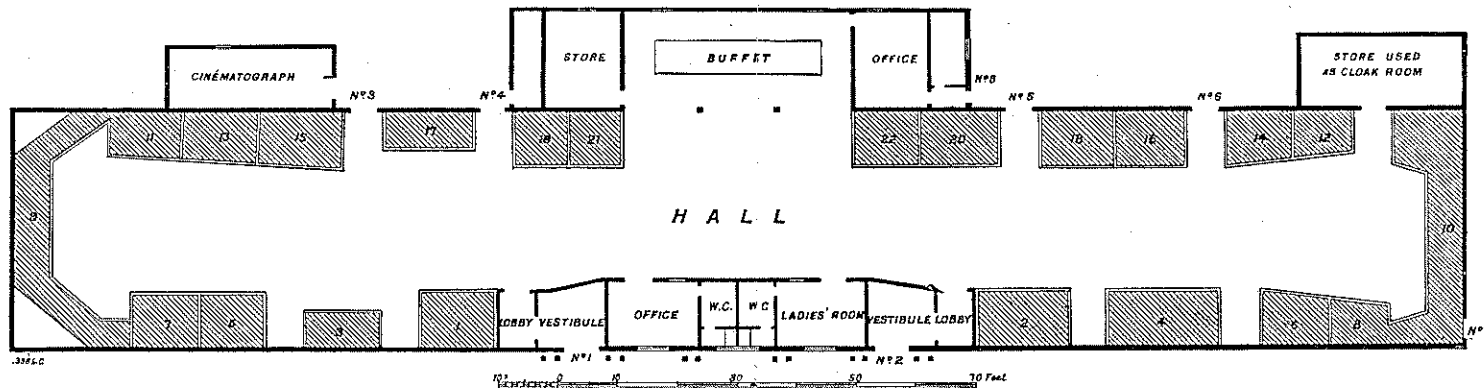 CINÉMATOGRAPH
STORE
BUFFET
OFFICE
STORE USED
AS CLOAK ROOM
Nº3
Nº4
Nº8
Nº5
Nº6
11
13
15
17
19
21
22
20
18
16
14
12
9
10
HALL
7
5
3
1
LOBBY
VESTIBULE
OFFICE
W.C.
W.C
LADIES' ROOM
VESTIBULE
LOBBY
2
4
6
8
Nº
Nº1
Nº2
10
0
10
30
50
70 Feet